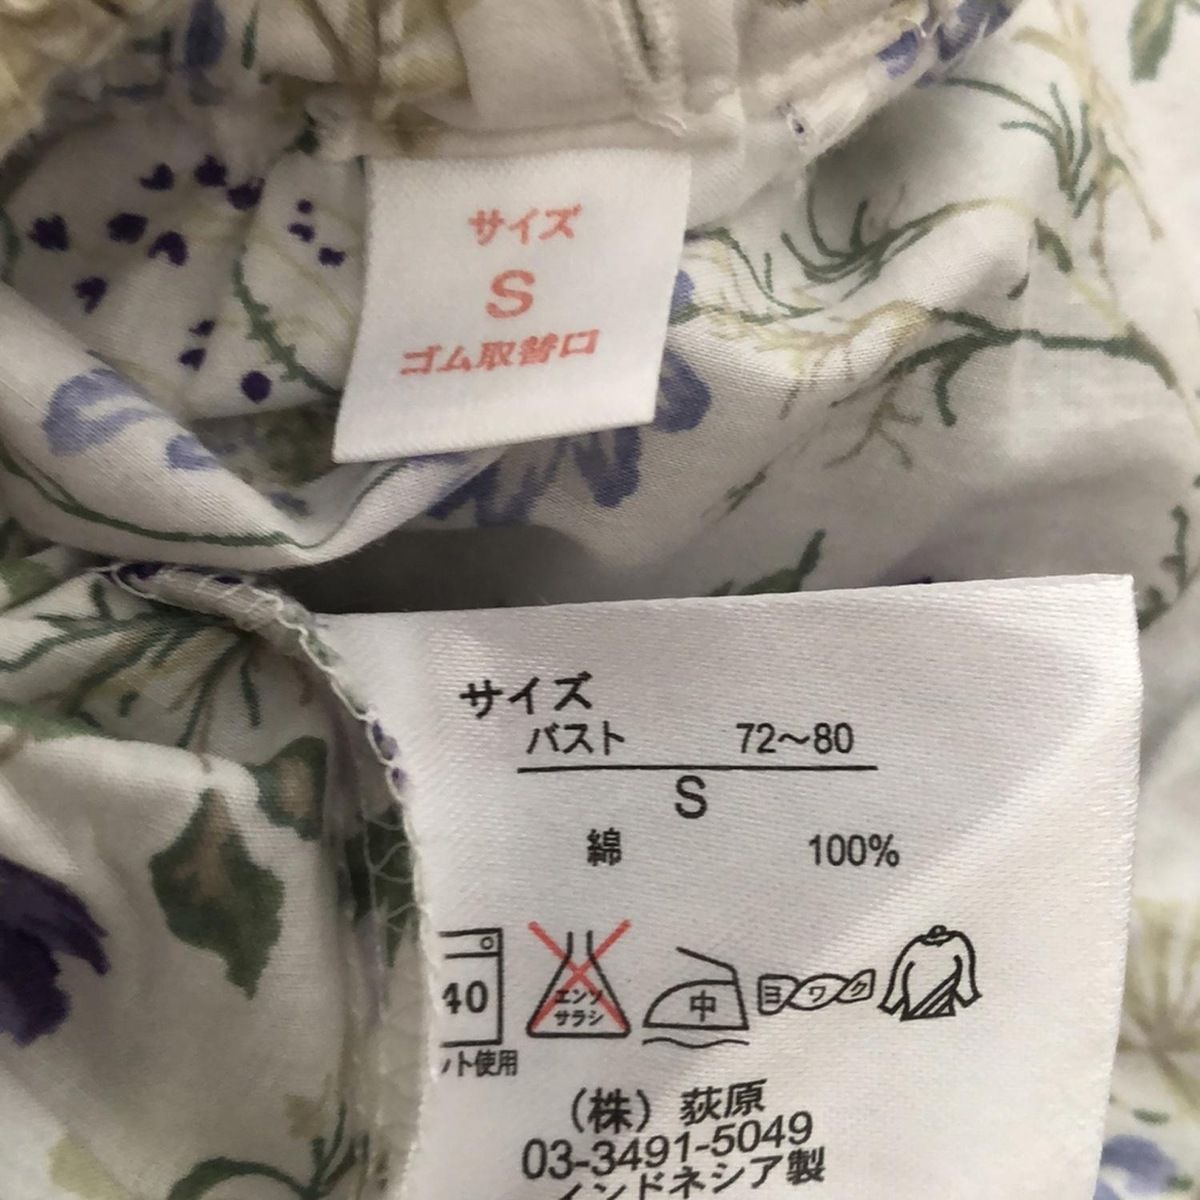 サイズ
S
ゴム取替口
サイズ
バスト 72～80
S
綿 100%
40
エンソ
サラシ
中
ヨワク
ット使用
(株) 荻原
03-3491-5049
インドネシア製